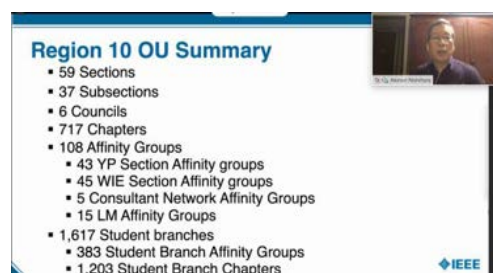 Region 10 OU Summary
▪ 59 Sections
▪ 37 Subsections
▪ 6 Councils
▪ 717 Chapters
▪ 108 Affinity Groups
▪ 43 YP Section Affinity groups
▪ 45 WIE Section Affinity groups
▪ 5 Consultant Network Affinity Groups
▪ 15 LM Affinity Groups
▪ 1,617 Student branches
▪ 383 Student Branch Affinity Groups
▪ 1,203 Student Branch Chapters
IEEE